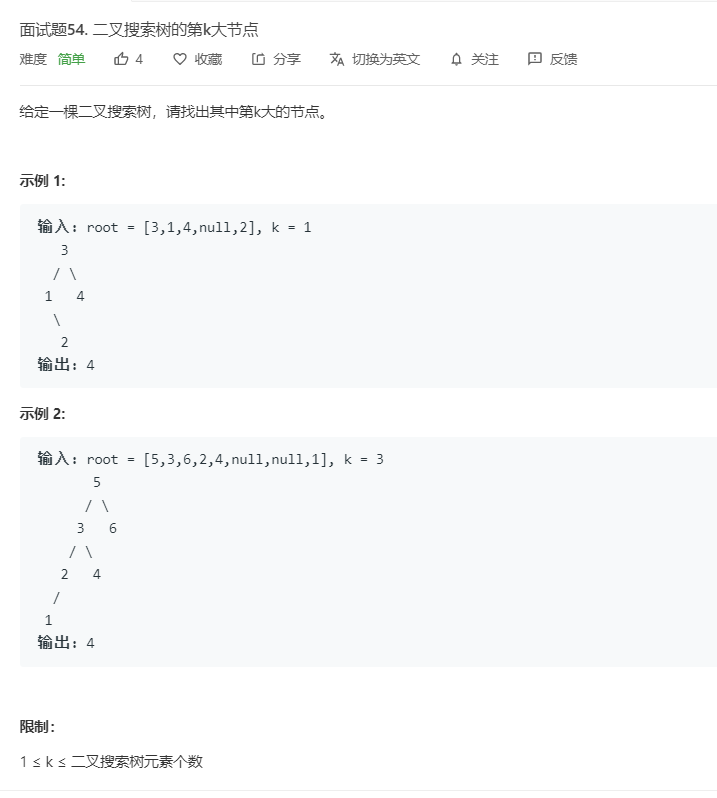 面试题54. 二叉搜索树的第k大节点
难度 简单 4 收藏 分享 切换为英文 关注 反馈
给定一棵二叉搜索树，请找出其中第k大的节点。
示例 1:
输入: root = [3,1,4,null,2], k = 1
   3
  / \
 1   4
  \
   2
输出: 4
示例 2:
输入: root = [5,3,6,2,4,null,null,1], k = 3
       5
      / \
     3   6
    / \
   2   4
  /
 1
输出: 4
限制：
1 ≤ k ≤ 二叉搜索树元素个数